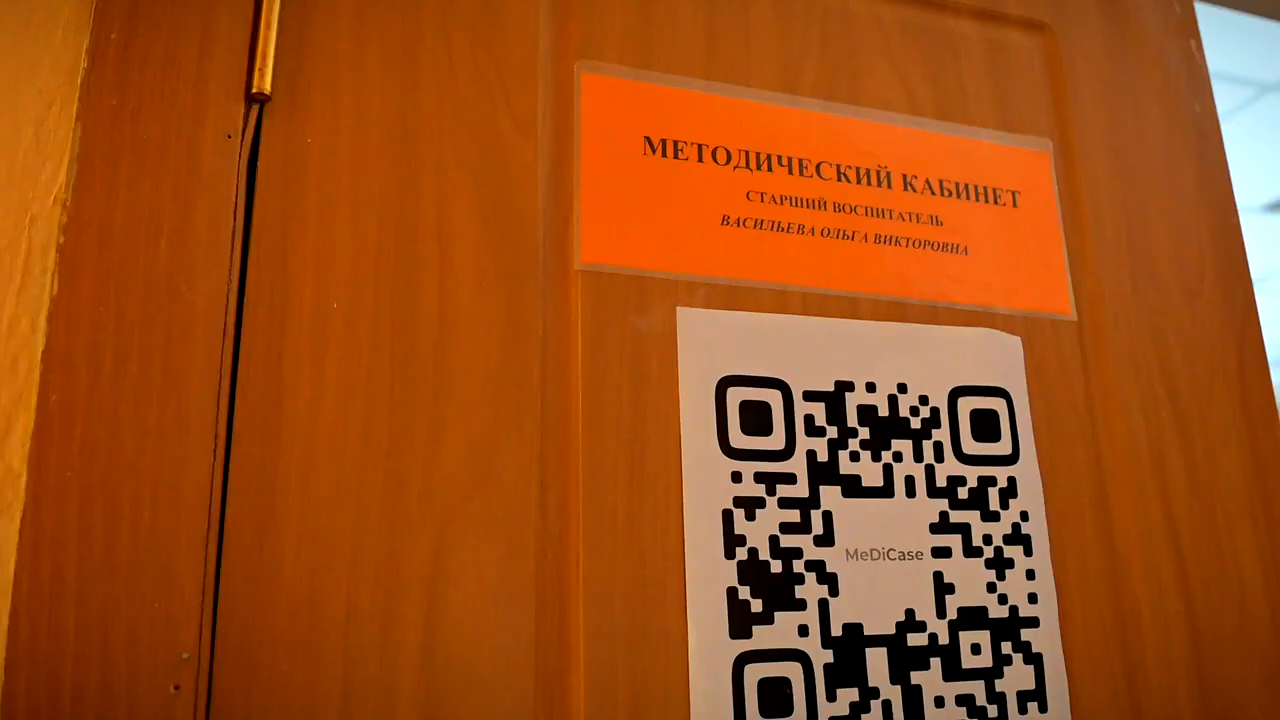 МЕТОДИЧЕСКИЙ КАБИНЕТ
СТАРШИЙ ВОСПИТАТЕЛЬ
ВАСИЛЬЕВА ОЛЬГА ВИКТОРОВНА
MeDiCase